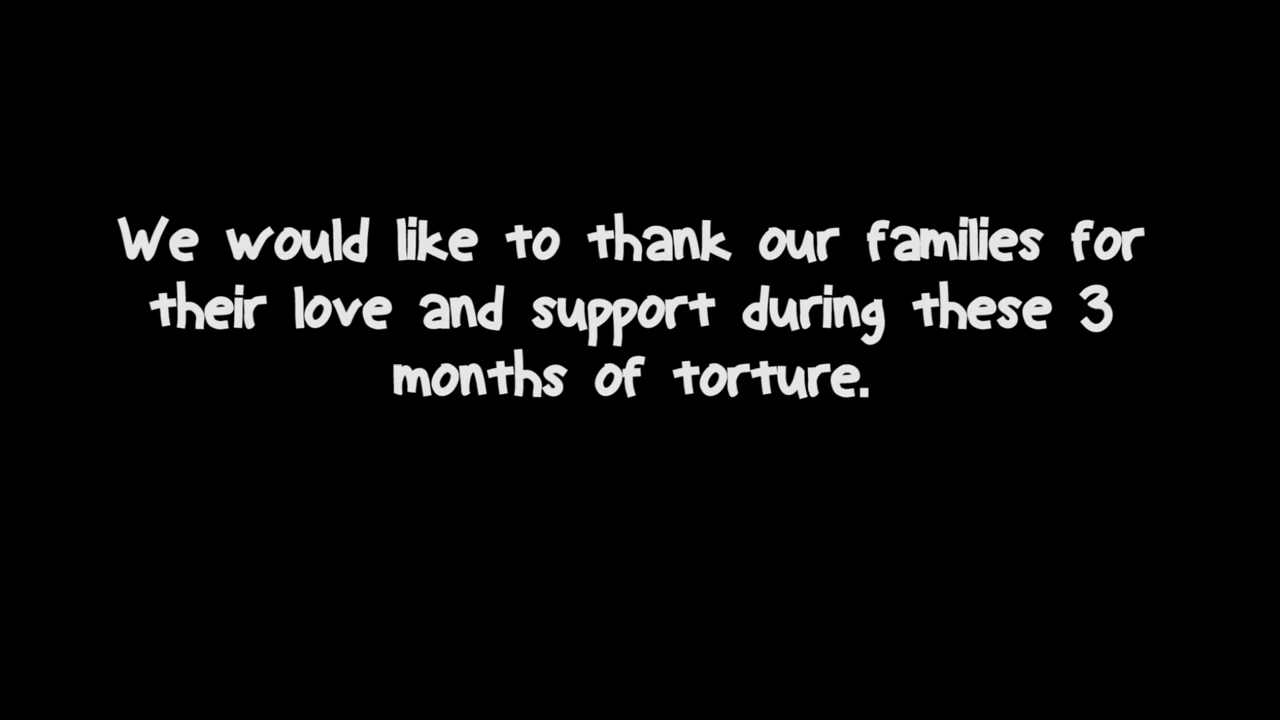 We would like to thank our families for
their love and support during these 3
months of torture.